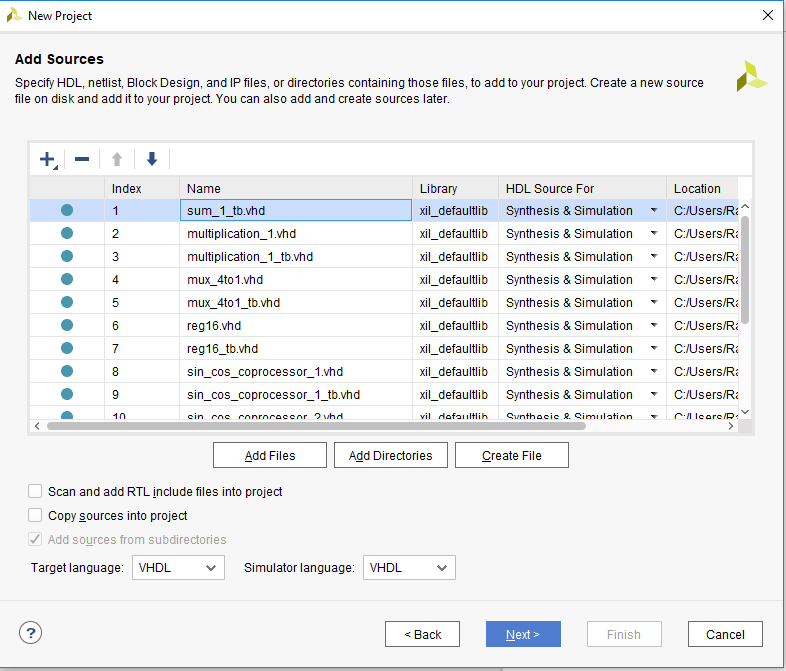 New Project
Add Sources
Specify HDL, netlist, Block Design, and IP files, or directories containing those files, to add to your project. Create a new source
file on disk and add it to your project. You can also add and create sources later.
Index Name Library HDL Source For Location
1 sum_1_tb.vhd xil_defaultlib Synthesis & Simulation C:/Users/Ra
2 multiplication_1.vhd xil_defaultlib Synthesis & Simulation C:/Users/Ra
3 multiplication_1_tb.vhd xil_defaultlib Synthesis & Simulation C:/Users/Ra
4 mux_4to1.vhd xil_defaultlib Synthesis & Simulation C:/Users/Ra
5 mux_4to1_tb.vhd xil_defaultlib Synthesis & Simulation C:/Users/Ra
6 reg16.vhd xil_defaultlib Synthesis & Simulation C:/Users/Ra
7 reg16_tb.vhd xil_defaultlib Synthesis & Simulation C:/Users/Ra
8 sin_cos_coprocessor_1.vhd xil_defaultlib Synthesis & Simulation C:/Users/Ra
9 sin_cos_coprocessor_1_tb.vhd xil_defaultlib Synthesis & Simulation C:/Users/Ra
10 sin_cos_coprocessor_2.vhd xil_defaultlib Synthesis & Simulation C:/Users/Ra
Add Files Add Directories Create File
Scan and add RTL include files into project
Copy sources into project
Add sources from subdirectories
Target language: VHDL Simulator language: VHDL
? < Back Next > Finish Cancel